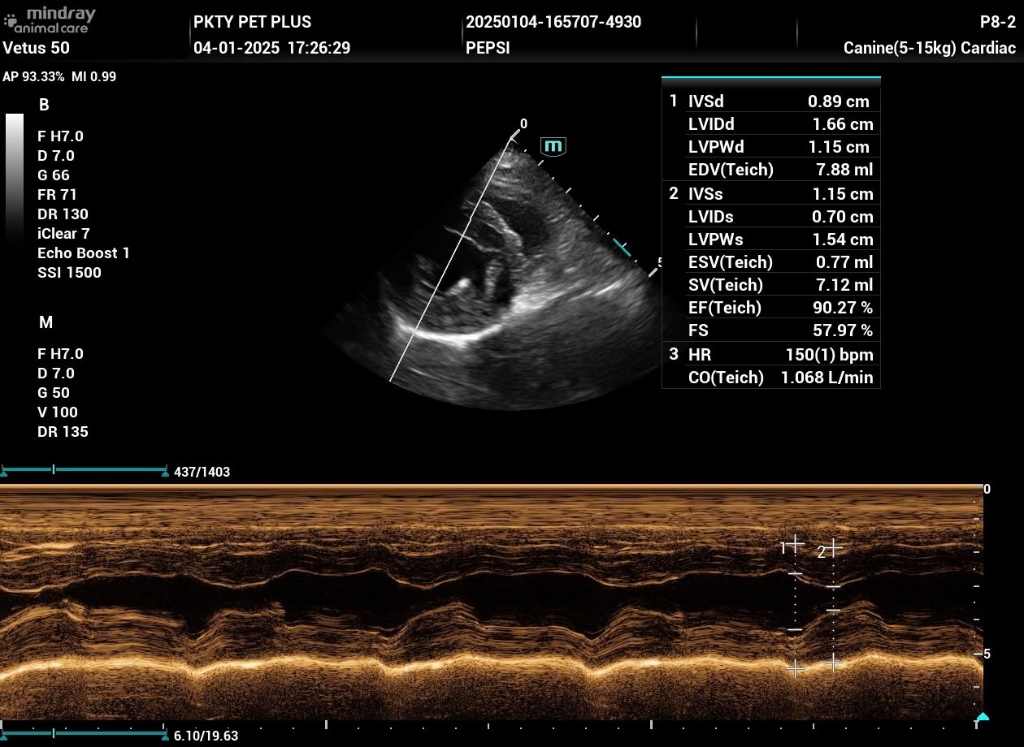 mindray
animal care
PKTY PET PLUS
20250104-165707-4930
P8-2
Vetus 50
04-01-2025 17:26:29
PEPSI
Canine(5-15kg) Cardiac
AP 93.33% MI 0.99
B
F H7.0
D 7.0
G 66
FR 71
DR 130
iClear 7
Echo Boost 1
SSI 1500
M
F H7.0
D 7.0
G 50
V 100
DR 135
0
m
5
1 IVSd 0.89 cm
LVIDd 1.66 cm
LVPWd 1.15 cm
EDV(Teich) 7.88 ml
2 IVSs 1.15 cm
LVIDs 0.70 cm
LVPWs 1.54 cm
ESV(Teich) 0.77 ml
SV(Teich) 7.12 ml
EF(Teich) 90.27 %
FS 57.97 %
3 HR 150(1) bpm
CO(Teich) 1.068 L/min
437/1403
0
1
2
5
6.10/19.63